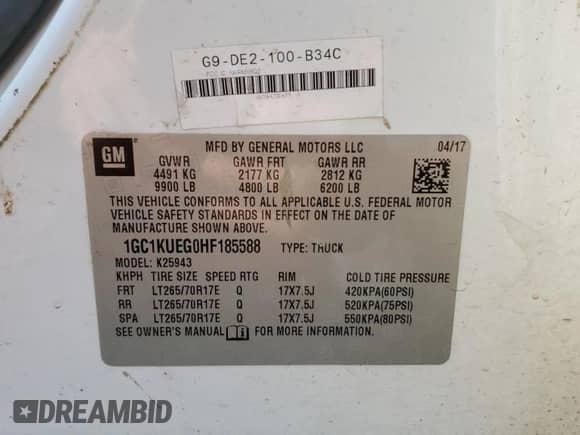 G9-DE2-100-B34C
GM
MFD BY GENERAL MOTORS LLC 04/17
GVWR GAWR FRT GAWR RR
4491 KG 2177 KG 2812 KG
9900 LB 4800 LB 6200 LB
THIS VEHICLE CONFORMS TO ALL APPLICABLE U.S. FEDERAL MOTOR
VEHICLE SAFETY STANDARDS IN EFFECT ON THE DATE OF
MANUFACTURE SHOWN ABOVE.
1GC1KUEG0HF185588 TYPE: TRUCK
MODEL: K25943
KHPH TIRE SIZE SPEED RTG RIM COLD TIRE PRESSURE
FRT LT265/70R17E Q 17X7.5J 420KPA(60PSI)
RR LT265/70R17E Q 17X7.5J 520KPA(75PSI)
SPA LT265/70R17E Q 17X7.5J 550KPA(80PSI)
SEE OWNER'S MANUAL FOR MORE INFORMATION.
DREAMBID